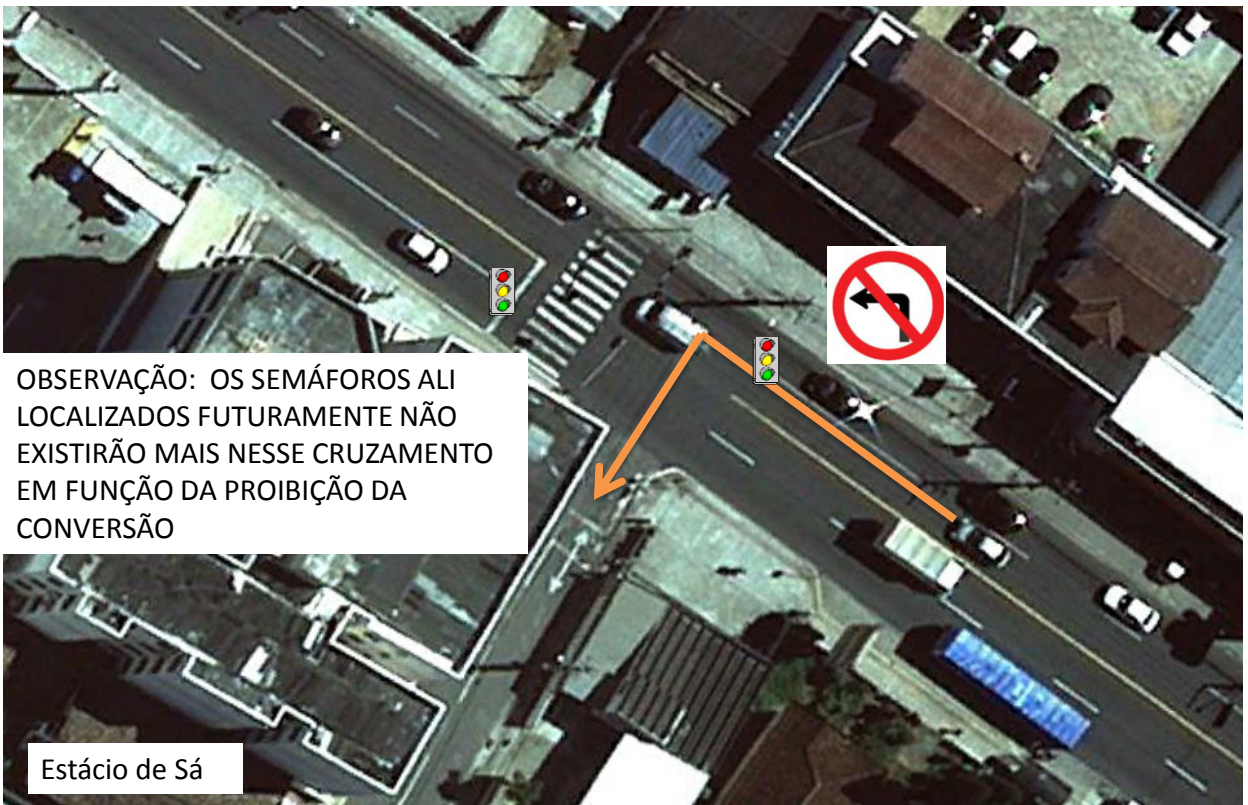 OBSERVAÇÃO: OS SEMÁFOROS ALI
LOCALIZADOS FUTURAMENTE NÃO
EXISTIRÃO MAIS NESSE CRUZAMENTO
EM FUNÇÃO DA PROIBIÇÃO DA
CONVERSÃO
Estácio de Sá